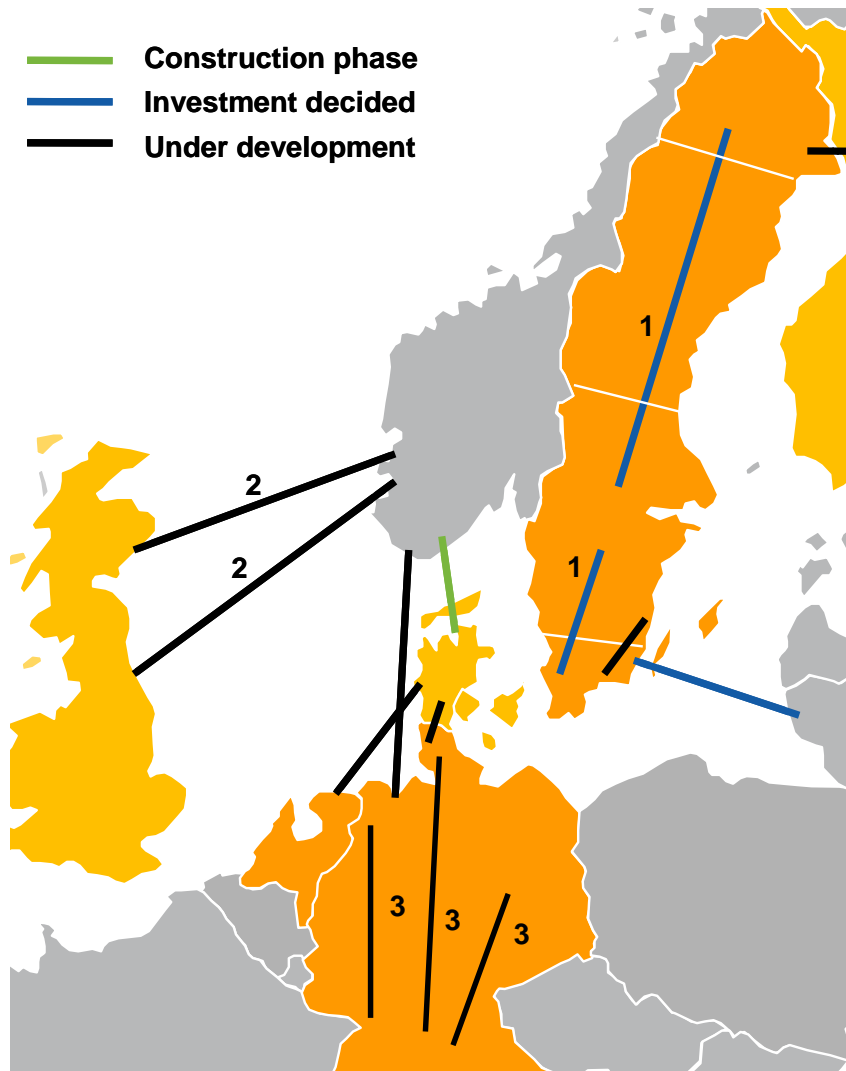 Construction phase
Investment decided
Under development
1
2
2
1
3
3
3